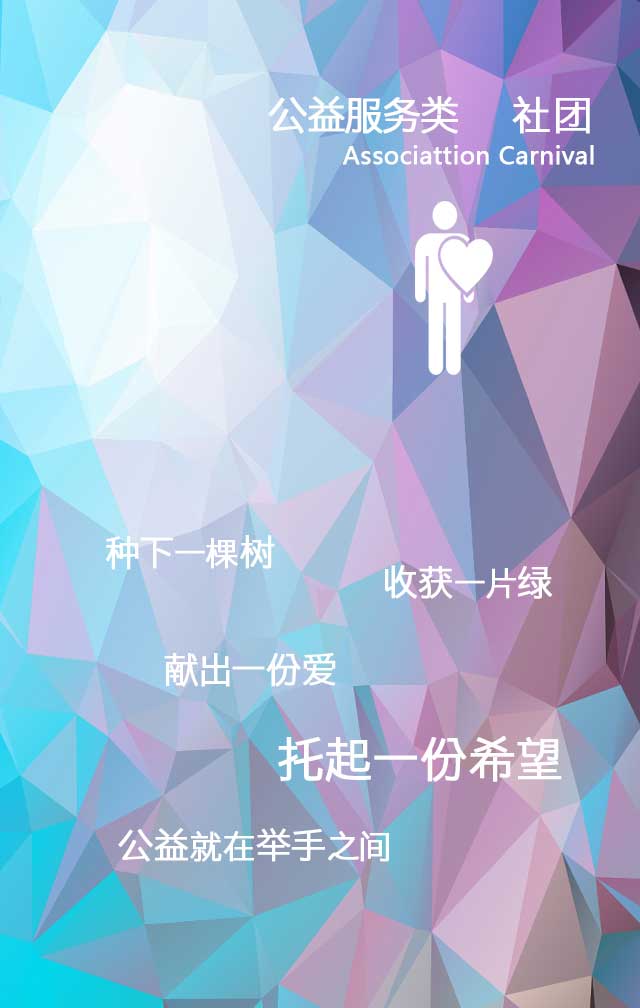 公益服务类 社团
Associattion Carnival
种下一棵树
收获一片绿
献出一份爱
托起一份希望
公益就在举手之间